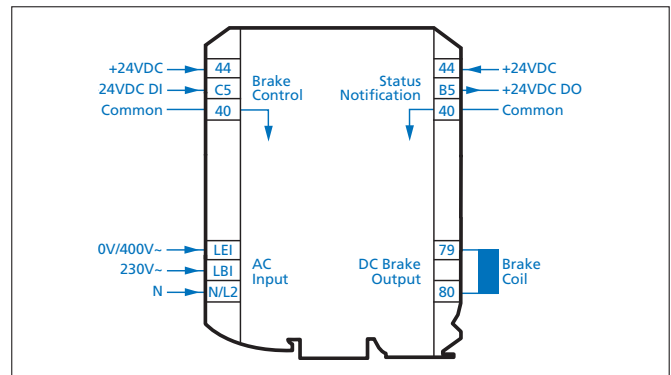 +24VDC 44 Brake Status 44 +24VDC
24VDC DI C5 Control Notification B5 +24VDC DO
Common 40 40 Common
0V/400V~ LEI AC DC Brake 79 Brake
230V~ LBI Input Output Coil
N N/L2 80